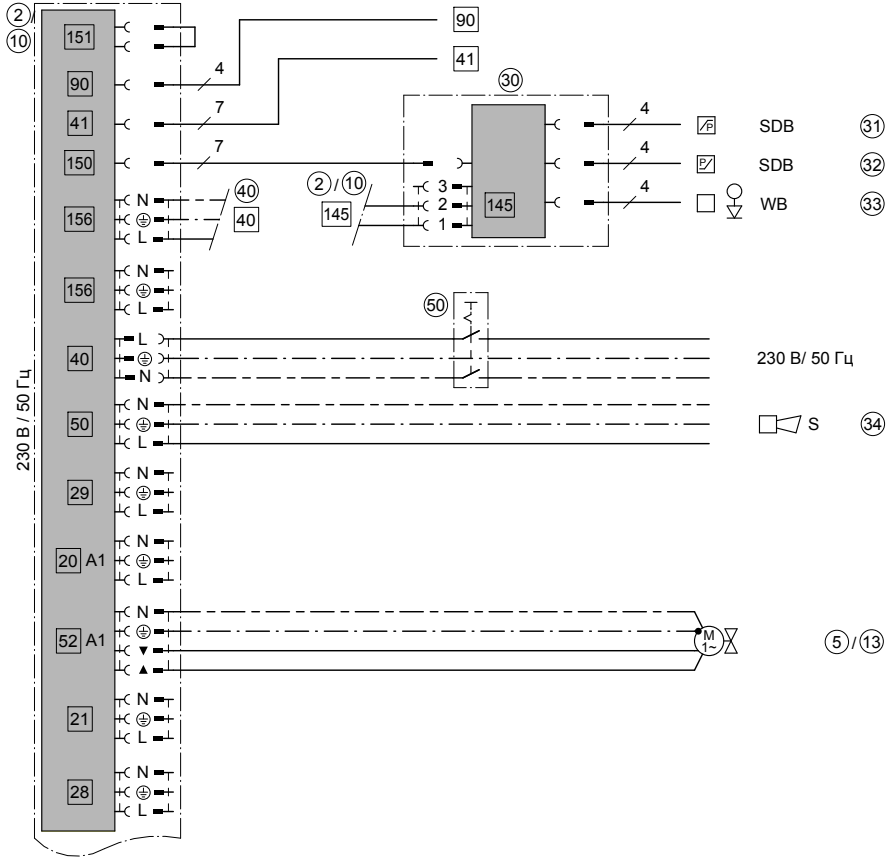 2/
10
151
90
90
4
41
41
7
30
150
7
4
P
SDB
31
4
P
SDB
32
4
WB
33
2 / 10
145
3
2
1
145
156
N
L
40
40
156
N
L
50
40
L
N
230 В/ 50 Гц
230 В / 50 Гц
50
N
L
S
34
29
N
L
20 A1
N
L
52 A1
N
▼
▲
M
1~
5 / 13
21
N
L
28
N
L